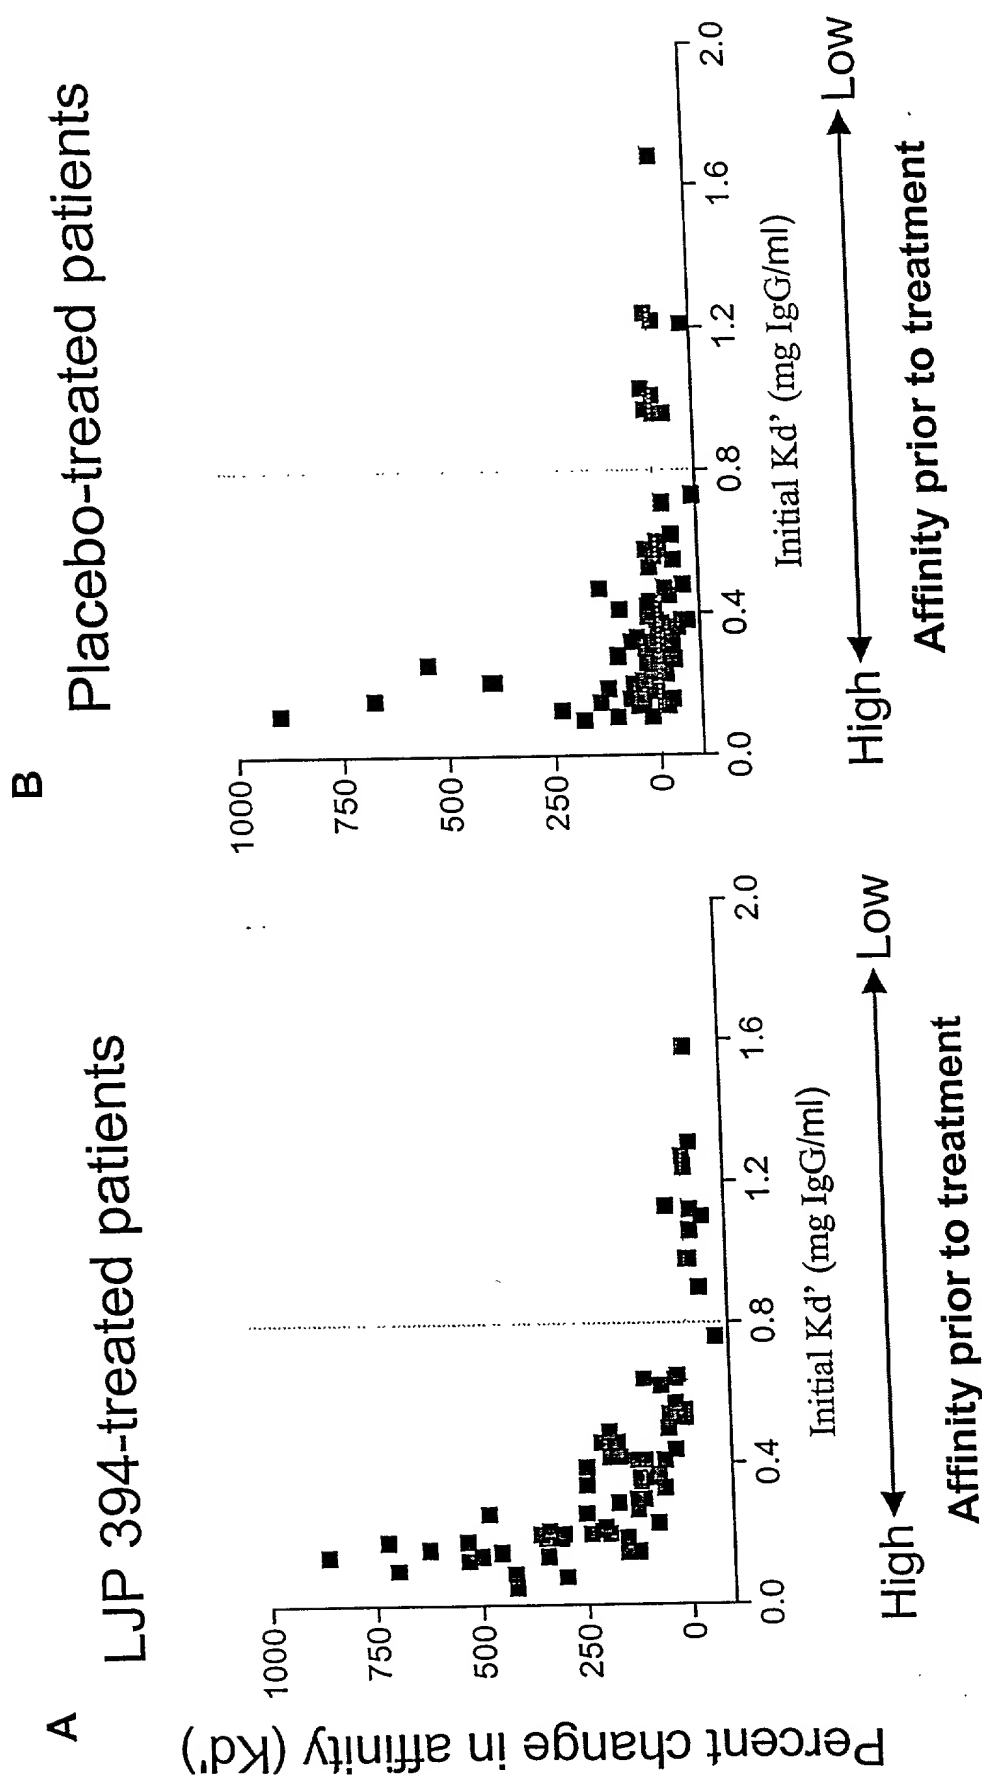 A
LJP 394-treated patients
Percent change in affinity (Kd')
1000
750
500
250
0
0.0
0.4
0.8
1.2
1.6
2.0
Initial Kd’ (mg IgG/ml)
High
Low
Affinity prior to treatment
B
Placebo-treated patients
1000
750
500
250
0
0.0
0.4
0.8
1.2
1.6
2.0
Initial Kd’ (mg IgG/ml)
High
Low
Affinity prior to treatment